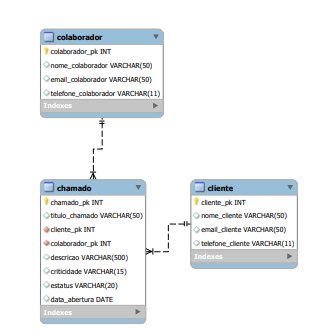 colaborador
colaborador_pk INT
nome_colaborador VARCHAR(50)
email_colaborador VARCHAR(50)
telefone_colaborador VARCHAR(11)
Indexes
chamado
chamado_pk INT
titulo_chamado VARCHAR(50)
cliente_pk INT
colaborador_pk INT
descricao VARCHAR(500)
criticidade VARCHAR(15)
estatus VARCHAR(20)
data_abertura DATE
Indexes
cliente
cliente_pk INT
nome_cliente VARCHAR(50)
email_cliente VARCHAR(50)
telefone_cliente VARCHAR(11)
Indexes